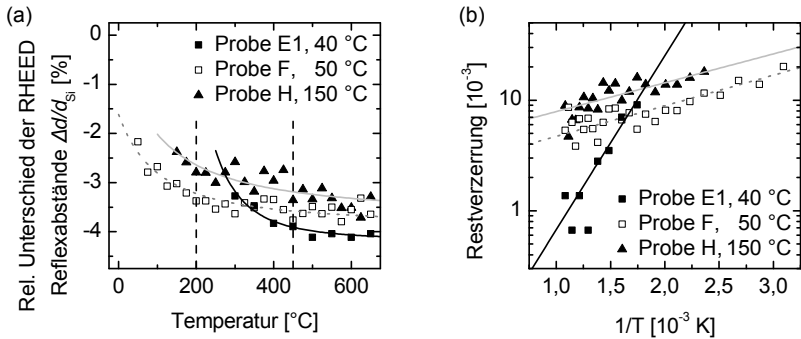 (a)
Rel. Unterschied der RHEED
Reflexabstände Δd/d_Si [%]
0
-1
-2
-3
-4
Probe E1, 40 °C
Probe F, 50 °C
Probe H, 150 °C
0 200 400 600
Temperatur [°C]
(b)
Restverzerrung [10⁻³]
10
1
Probe E1, 40 °C
Probe F, 50 °C
Probe H, 150 °C
1,0 1,5 2,0 2,5 3,0
1/T [10⁻³ K]